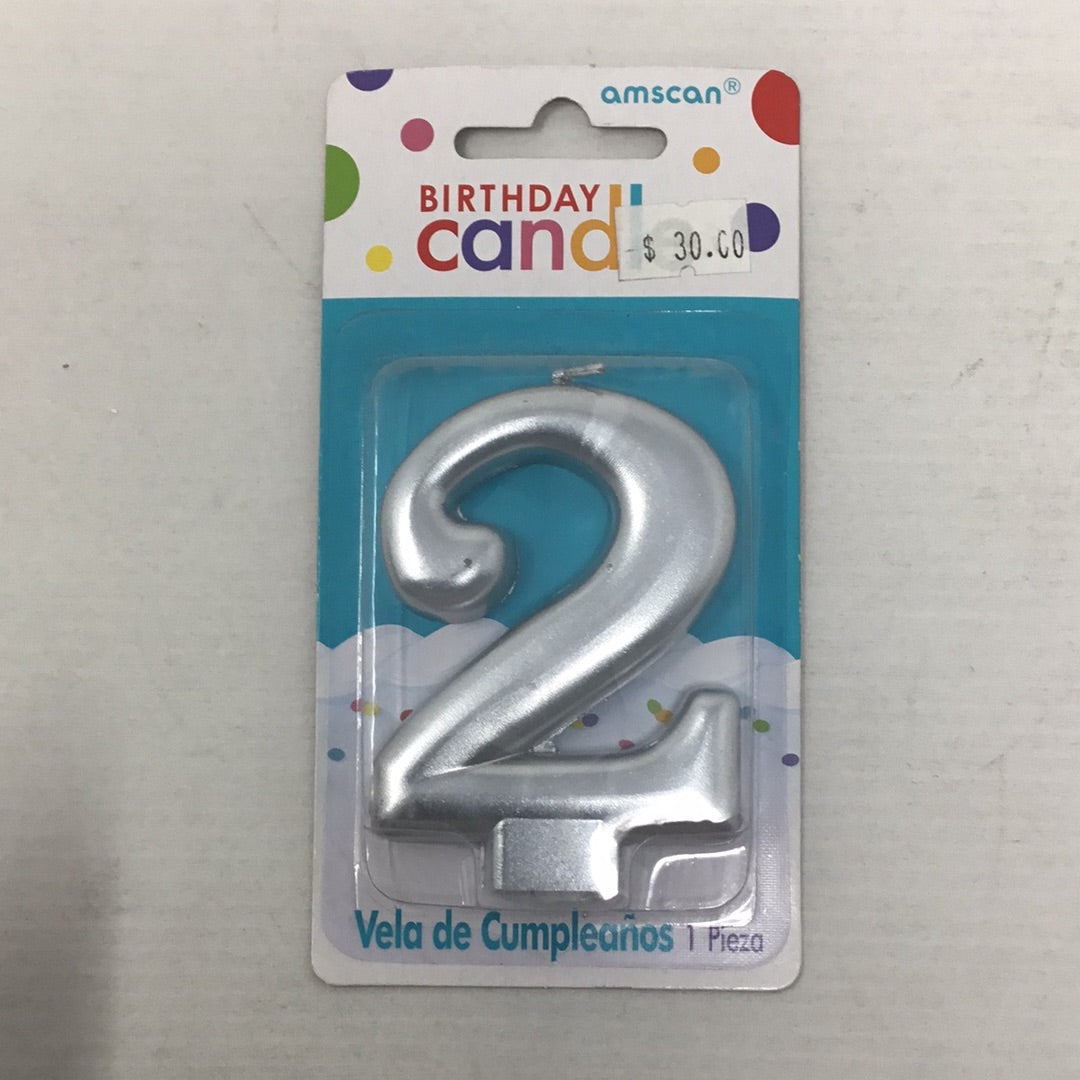 amscan®
BIRTHDAY
cand
$ 30.00
2
Vela de Cumpleaños 1 Pieza